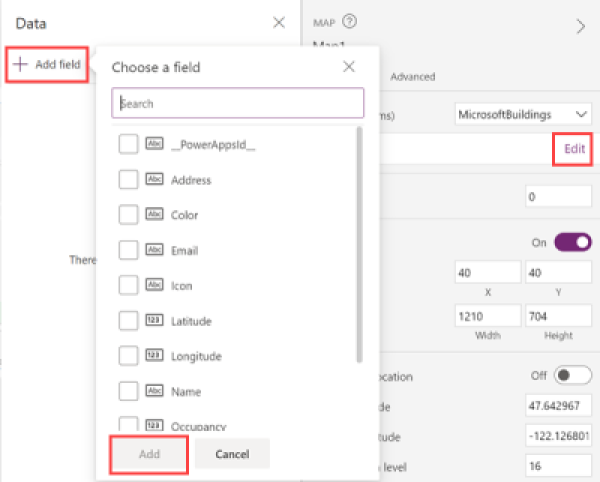 Data
Add field
There
Choose a field
Search
Abc __PowerAppsId__
Abc Address
Abc Color
Abc Email
Abc Icon
123 Latitude
123 Longitude
Abc Name
123 Occupancy
Add Cancel
MAP ?
Map1
Advanced
ms) MicrosoftBuildings
Edit
0
On
40 40
X Y
1210 704
Width Height
ocation Off
de 47.642967
tude -122.126801
level 16